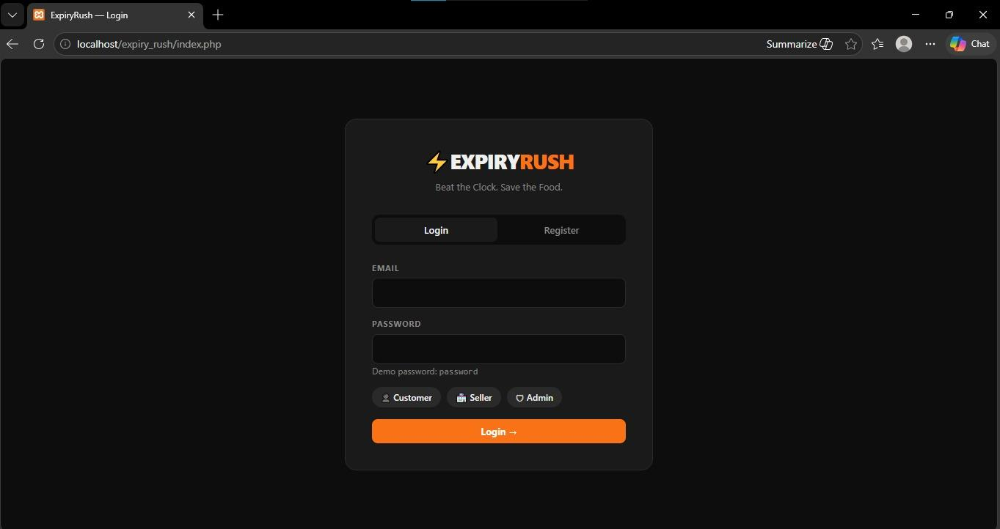 ExpiryRush — Login
localhost/expiry_rush/index.php
Summarize
Chat
EXPIRYRUSH
Beat the Clock. Save the Food.
Login
Register
EMAIL
PASSWORD
Demo password: password
Customer
Seller
Admin
Login →